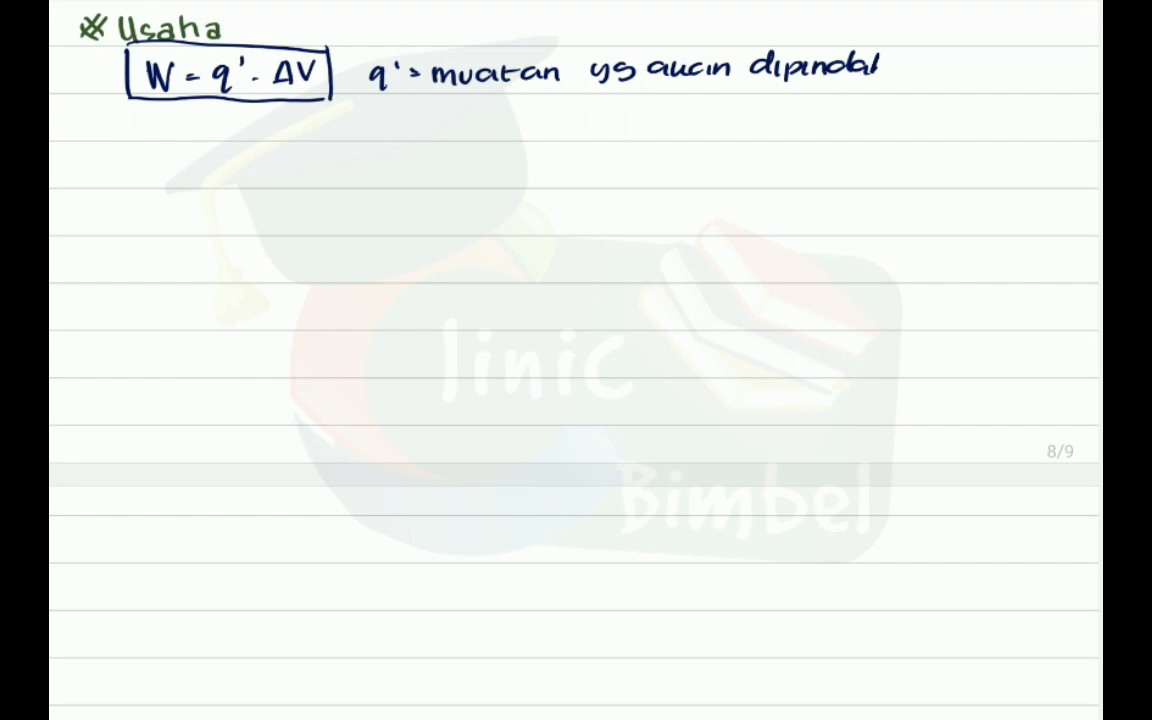 ※ Usaha
W = q'. ΔV q' = muatan yg akan dipindah
jinic
8/9
Bimbel